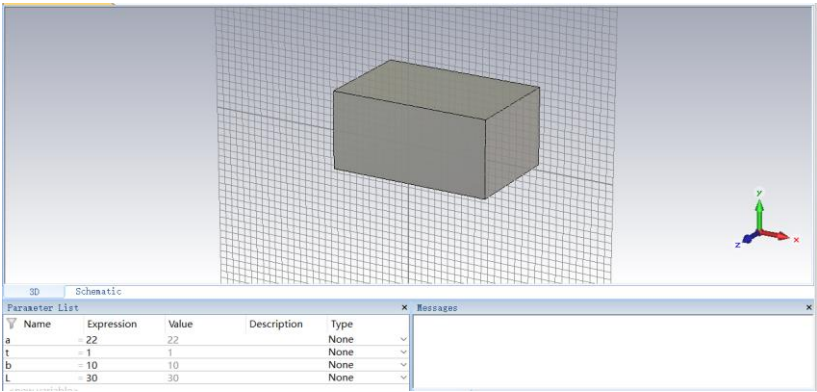 y
x
z
3D Schematic
Parameter List × Messages ×
Name Expression Value Description Type
a = 22 22 None
t = 1 1 None
b = 10 10 None
L = 30 30 None